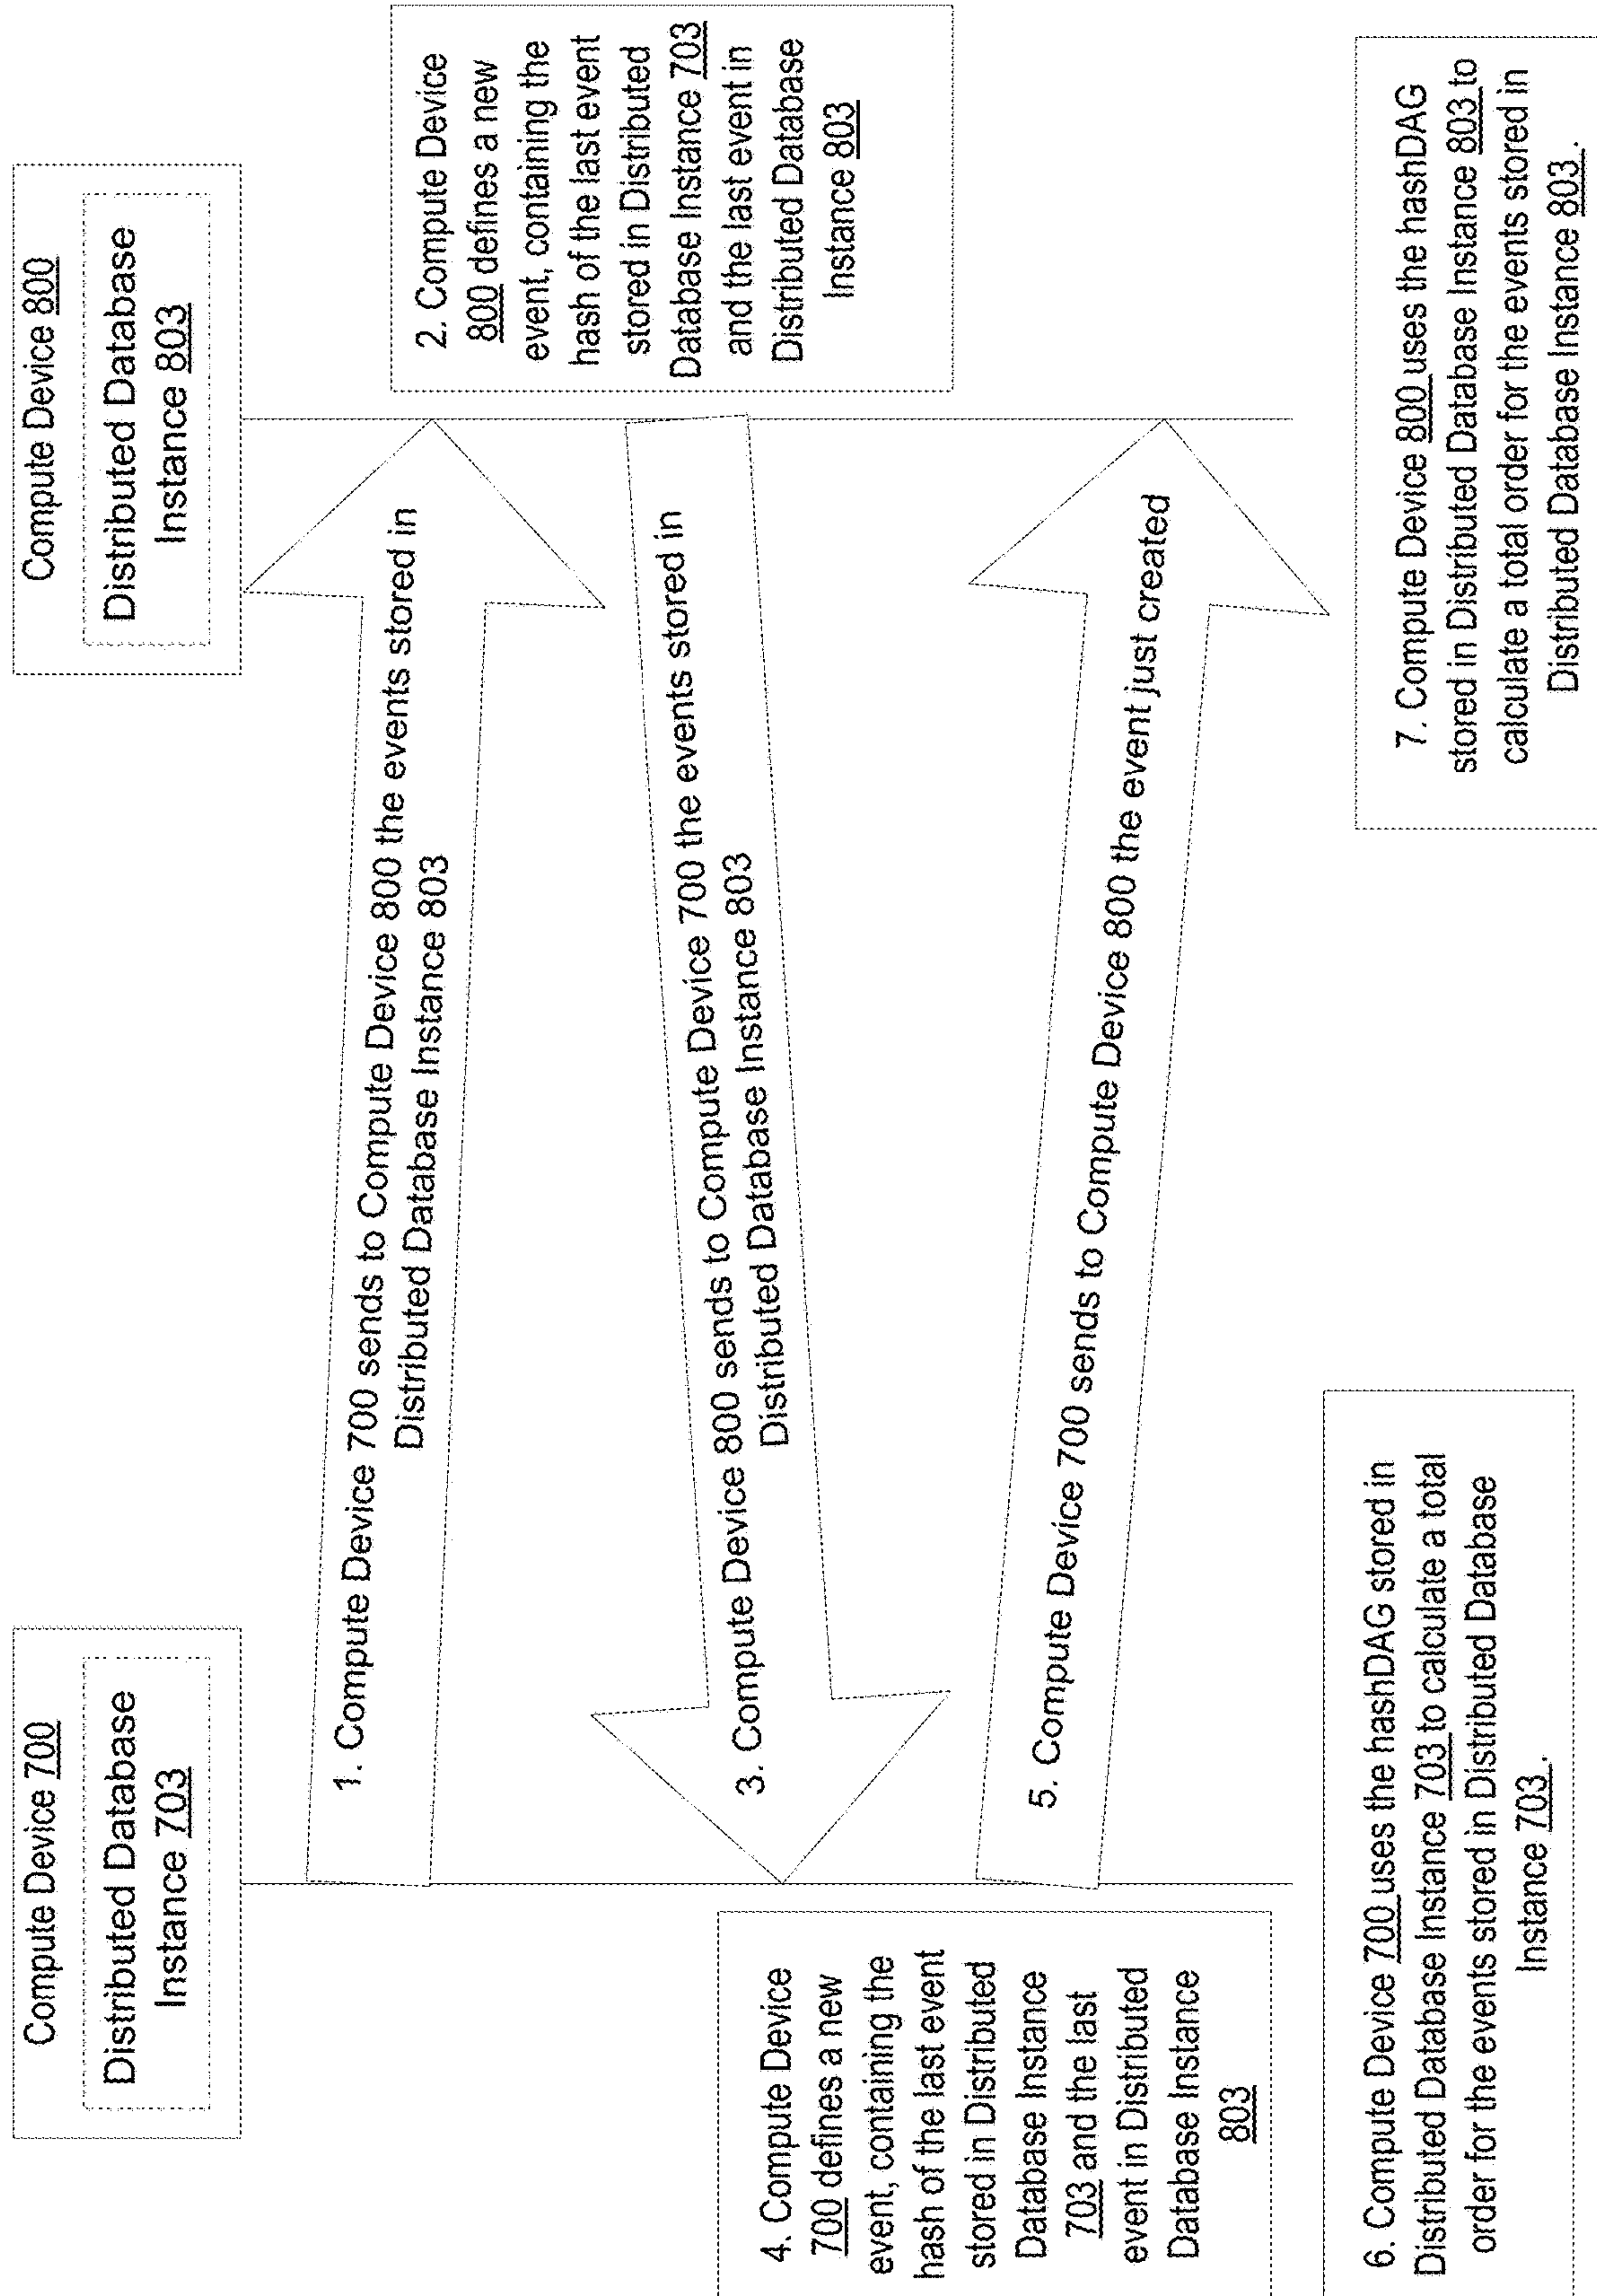 Compute Device 700
Distributed Database
Instance 703
Compute Device 800
Distributed Database
Instance 803
1. Compute Device 700 sends to Compute Device 800 the events stored in
Distributed Database Instance 803
2. Compute Device
800 defines a new
event, containing the
hash of the last event
stored in Distributed
Database Instance 703
and the last event in
Distributed Database
Instance 803
3. Compute Device 800 sends to Compute Device 700 the events stored in
Distributed Database Instance 803
4. Compute Device
700 defines a new
event, containing the
hash of the last event
stored in Distributed
Database Instance
703 and the last
event in Distributed
Database Instance
803
5. Compute Device 700 sends to Compute Device 800 the event just created
6. Compute Device 700 uses the hashDAG stored in
Distributed Database Instance 703 to calculate a total
order for the events stored in Distributed Database
Instance 703.
7. Compute Device 800 uses the hashDAG
stored in Distributed Database Instance 803 to
calculate a total order for the events stored in
Distributed Database Instance 803.